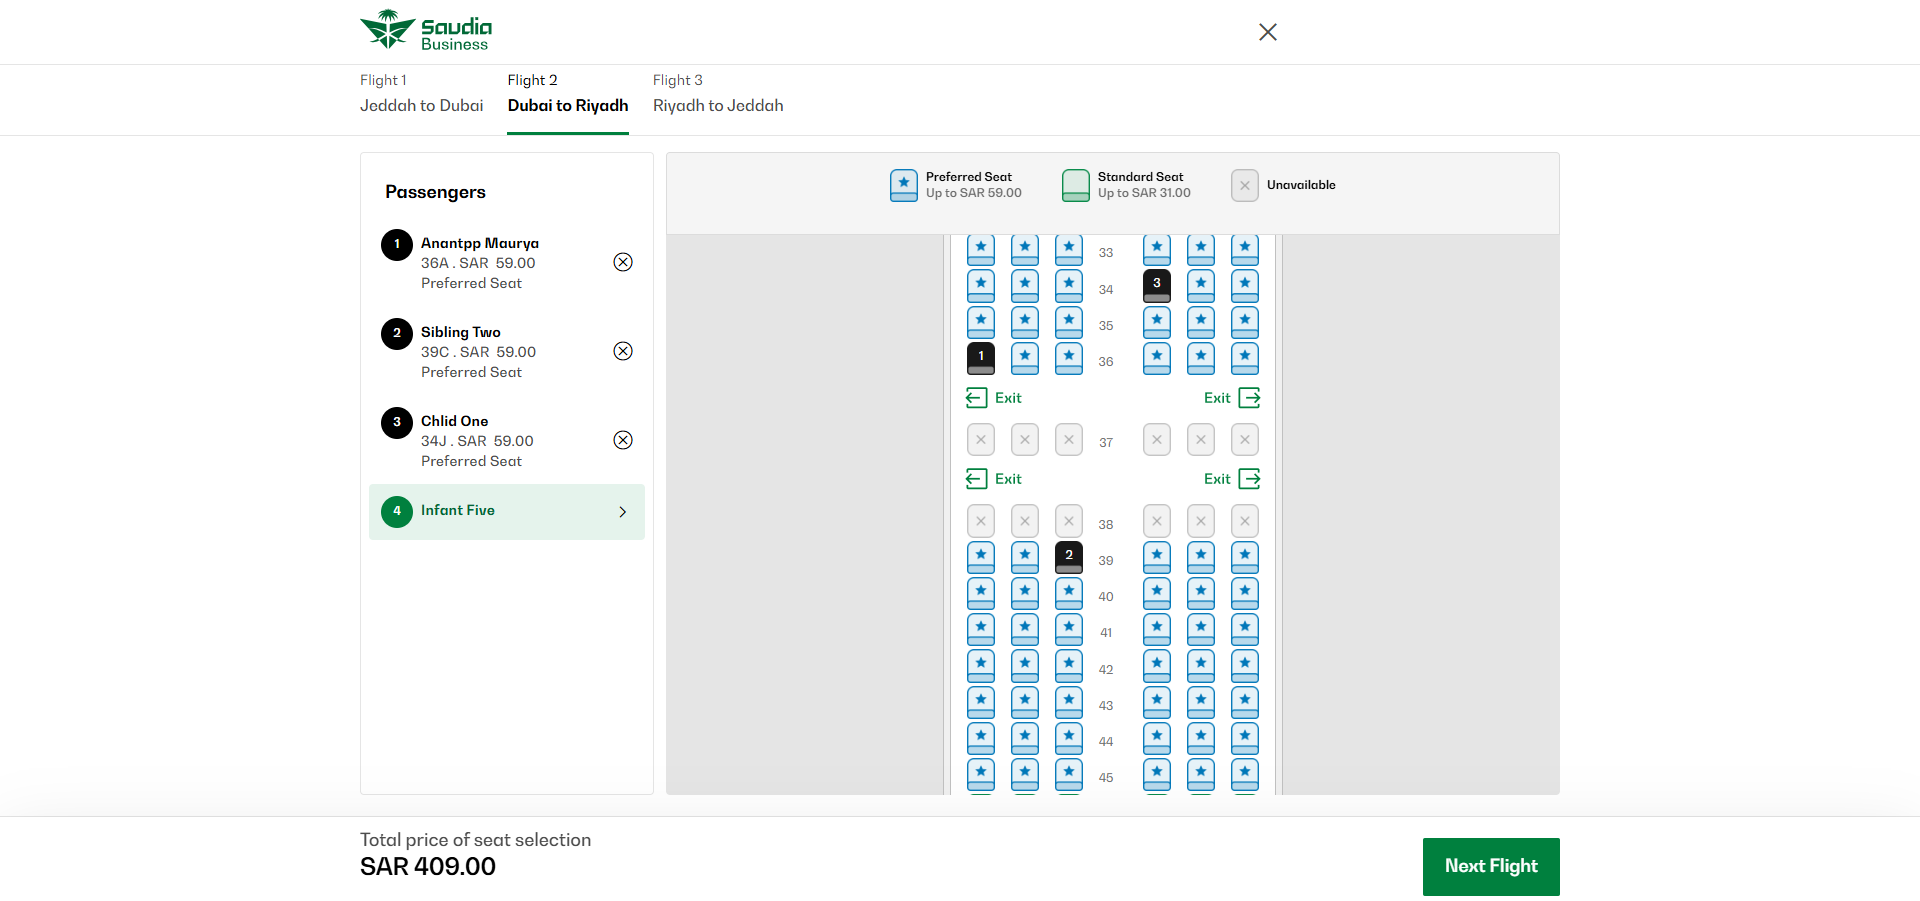 Saudia
Business
Flight 1
Jeddah to Dubai
Flight 2
Dubai to Riyadh
Flight 3
Riyadh to Jeddah
Passengers
1
Anantpp Maurya
36A . SAR 59.00
Preferred Seat
2
Sibling Two
39C . SAR 59.00
Preferred Seat
3
Chlid One
34J . SAR 59.00
Preferred Seat
4
Infant Five
Preferred Seat
Up to SAR 59.00
Standard Seat
Up to SAR 31.00
Unavailable
33
34 3
35
1 36
Exit Exit
37
Exit Exit
38
2 39
40
41
42
43
44
45
Total price of seat selection
SAR 409.00
Next Flight